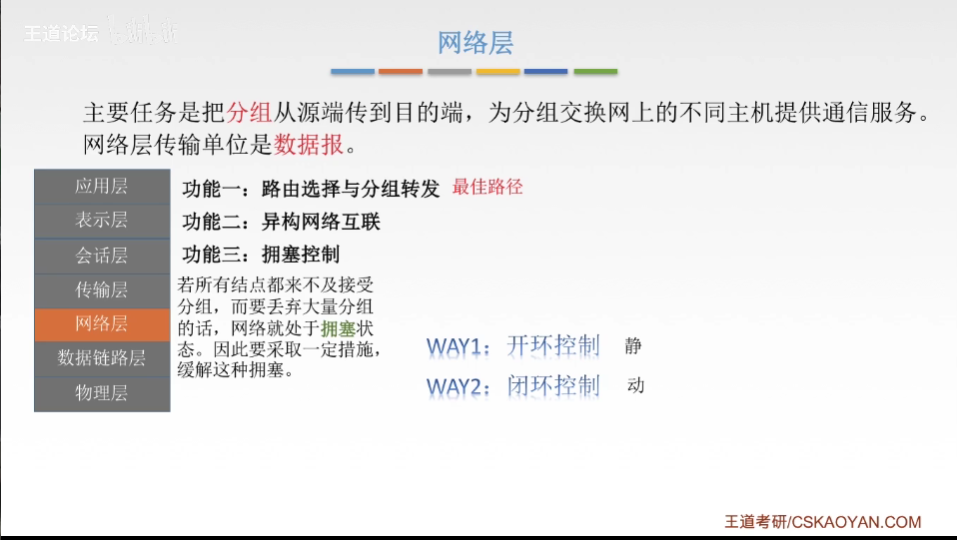 王道论坛 bilibili
网络层
主要任务是把分组从源端传到目的端，为分组交换网上的不同主机提供通信服务。
网络层传输单位是数据报。
应用层
表示层
会话层
传输层
网络层
数据链路层
物理层
功能一：路由选择与分组转发 最佳路径
功能二：异构网络互联
功能三：拥塞控制
若所有结点都来不及接受
分组，而要丢弃大量分组
的话，网络就处于拥塞状
态。因此要采取一定措施，
缓解这种拥塞。
WAY1：开环控制 静
WAY2：闭环控制 动
王道考研/CSKAOYAN.COM